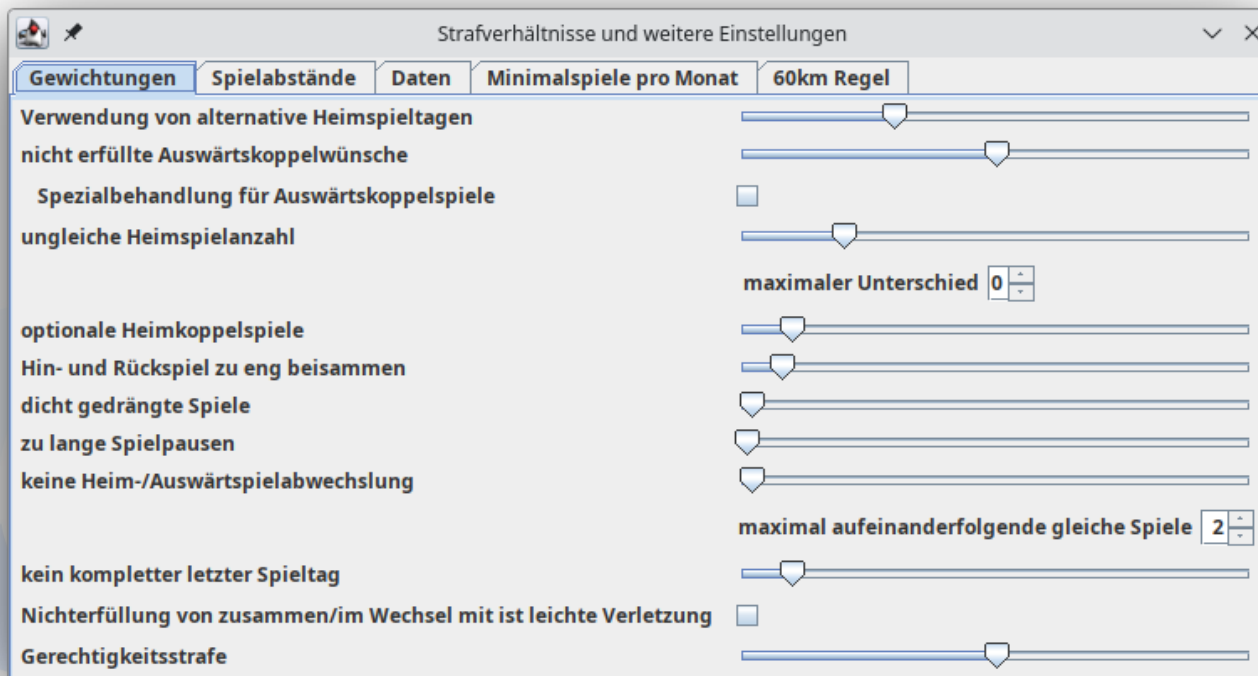 Strafverhältnisse und weitere Einstellungen
Gewichtungen Spielabstände Daten Minimalspiele pro Monat 60km Regel
Verwendung von alternative Heimspieltagen
nicht erfüllte Auswärtskoppelwünsche
Spezialbehandlung für Auswärtskoppelspiele
ungleiche Heimspielanzahl
maximaler Unterschied 0
optionale Heimkoppelspiele
Hin- und Rückspiel zu eng beisammen
dicht gedrängte Spiele
zu lange Spielpausen
keine Heim-/Auswärtspielabwechslung
maximal aufeinanderfolgende gleiche Spiele 2
kein kompletter letzter Spieltag
Nichterfüllung von zusammen/im Wechsel mit ist leichte Verletzung
Gerechtigkeitsstrafe